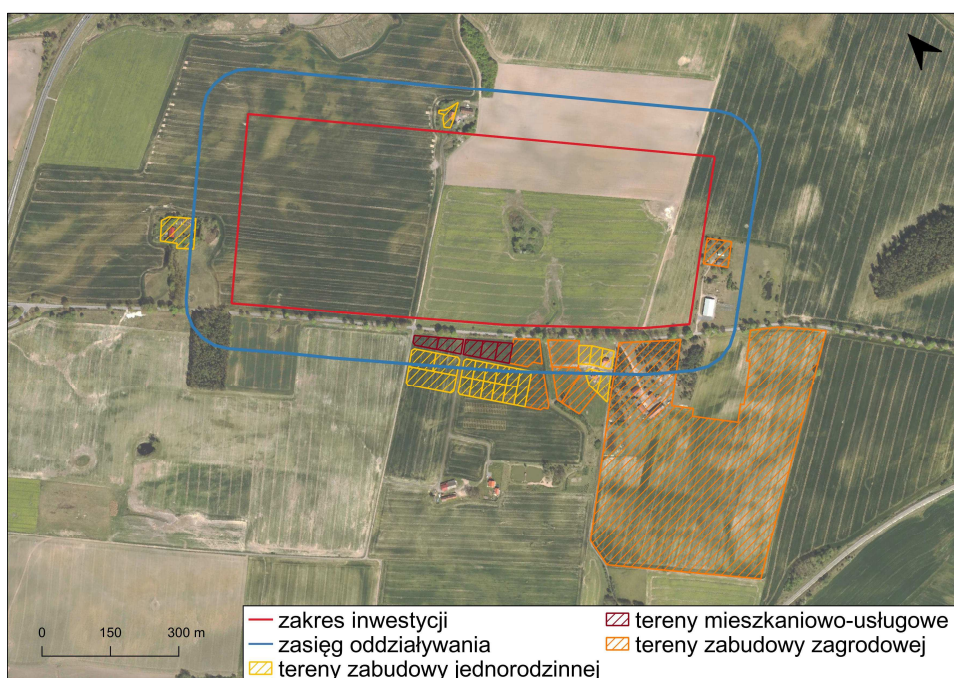 0 150 300 m
zakres inwestycji
zasięg oddziaływania
tereny zabudowy jednorodzinnej
tereny mieszkaniowo-usługowe
tereny zabudowy zagrodowej